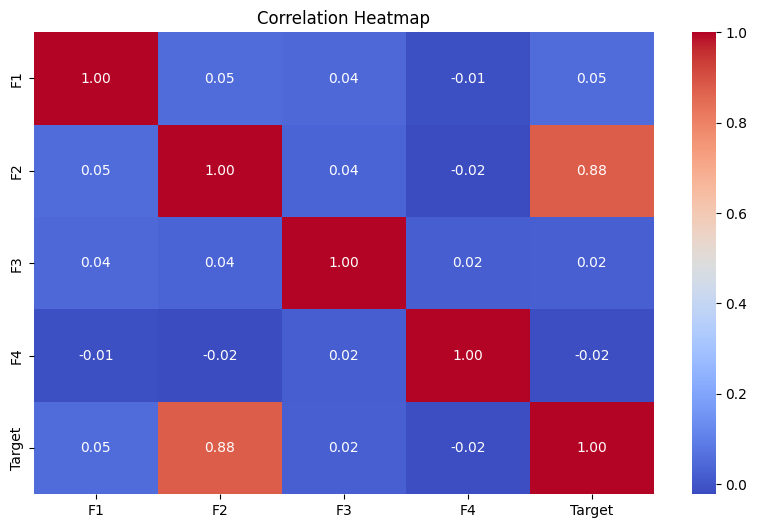 Correlation Heatmap
F1 1.00 0.05 0.04 -0.01 0.05
F2 0.05 1.00 0.04 -0.02 0.88
F3 0.04 0.04 1.00 0.02 0.02
F4 -0.01 -0.02 0.02 1.00 -0.02
Target 0.05 0.88 0.02 -0.02 1.00
F1 F2 F3 F4 Target
1.0
0.8
0.6
0.4
0.2
0.0